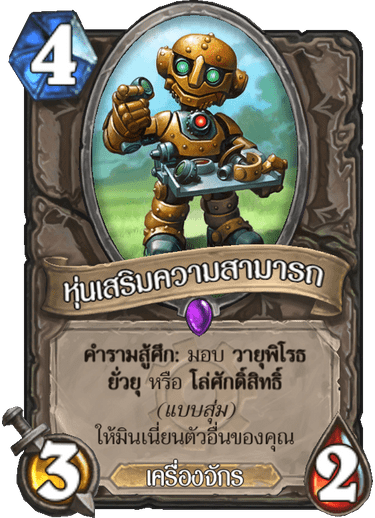 4
หุ่นเสริมความสามารถ
คำรามสู้ศึก: มอบ วายุพิโรธ
ยั่วยุ หรือ โล่ศักดิ์สิทธิ์
(แบบสุ่ม)
ให้มินเนี่ยนตัวอื่นของคุณ
3
เครื่องจักร
2